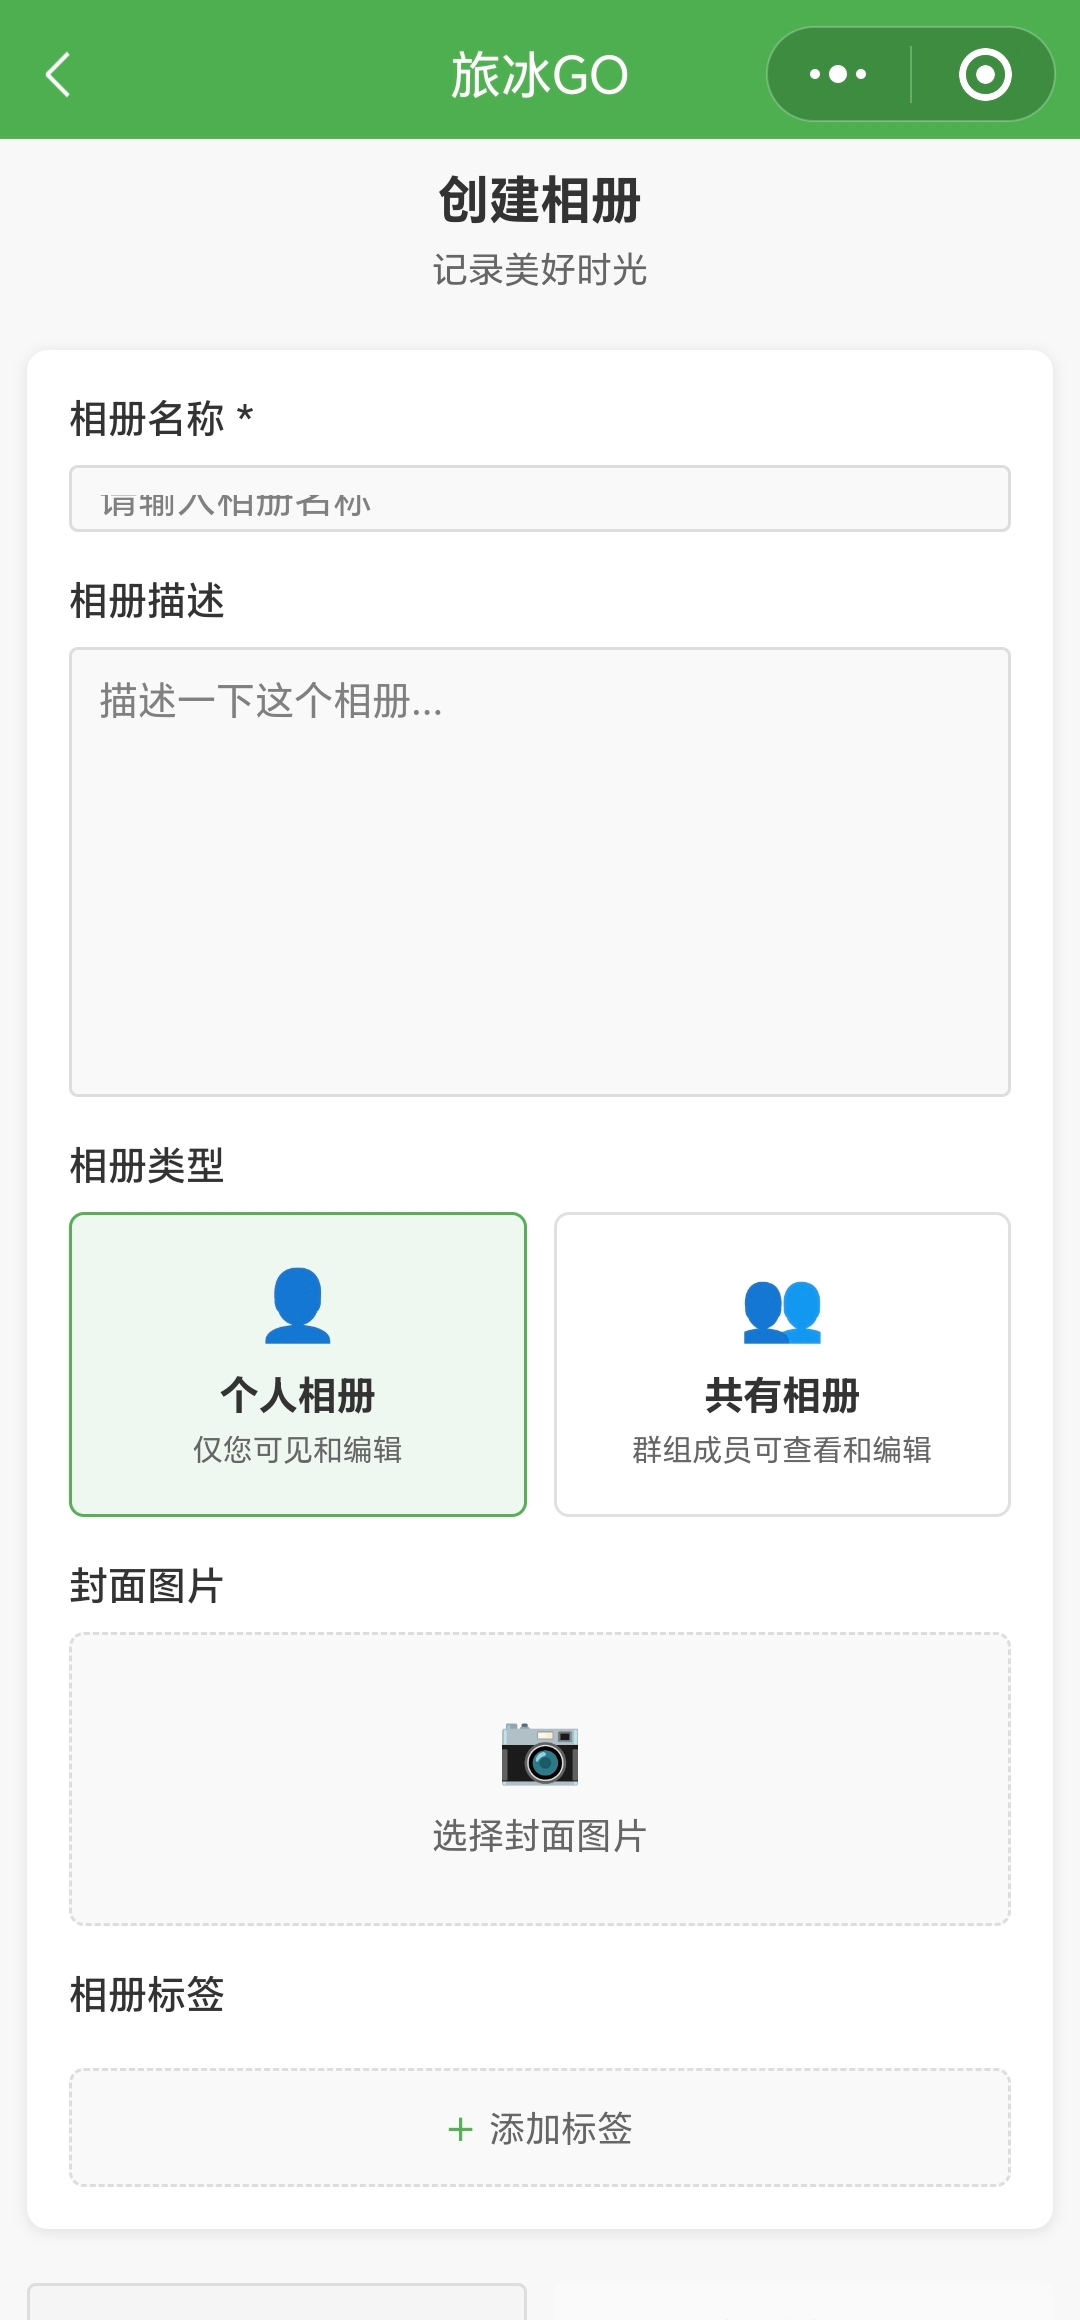 旅冰GO
创建相册
记录美好时光
相册名称 *
请输入相册名称
相册描述
描述一下这个相册...
相册类型
个人相册
仅您可见和编辑
共有相册
群组成员可查看和编辑
封面图片
选择封面图片
相册标签
+ 添加标签